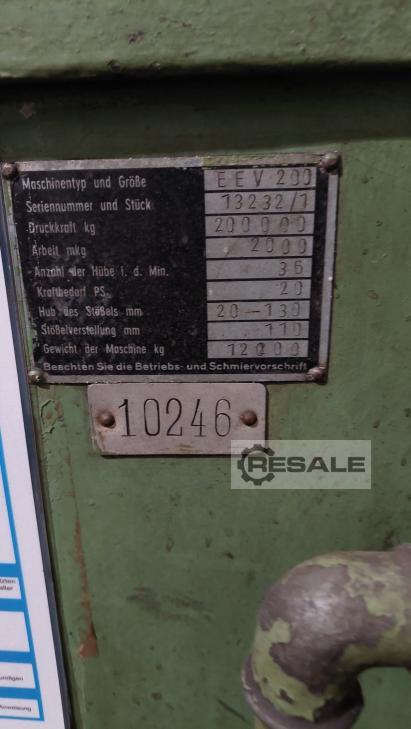 Maschinentyp und Größe EEV 200
Seriennummer und Stück 13232/1
Druckkraft kg 200000
Arbeit mkg 2000
Anzahl der Hübe i. d. Min. 36
Kraftbedarf PS 20
Hub des Stößels mm 20-130
Stößelverstellung mm 110
Gewicht der Maschine kg 12000
Beachten Sie die Betriebs- und Schmiervorschrift
10246
RESALE